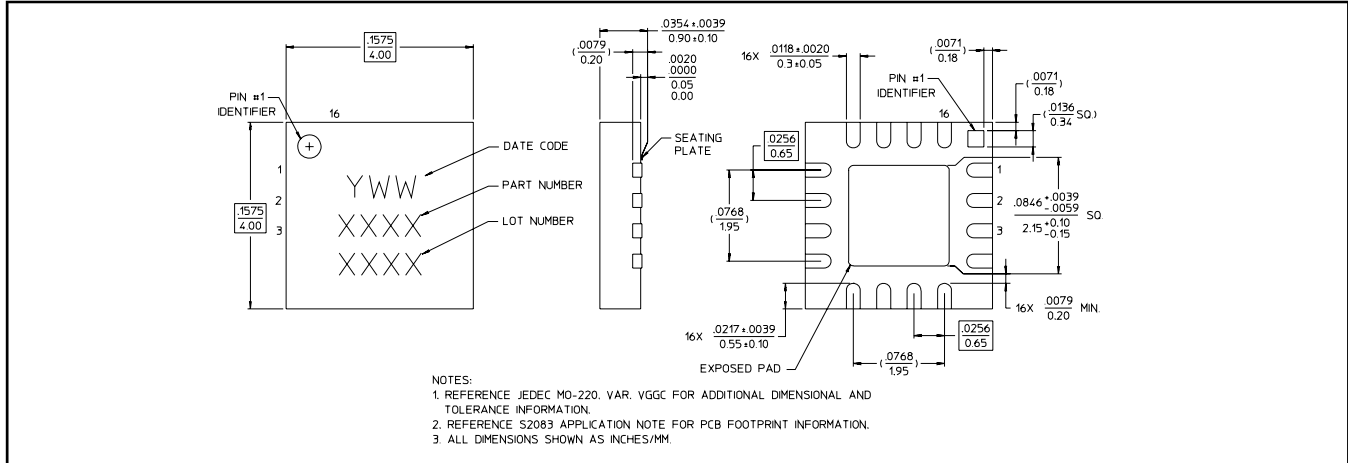 .1575
4.00
PIN #1
IDENTIFIER
16
1
2
3
.1575
4.00
YWW
XXXX
XXXX
DATE CODE
PART NUMBER
LOT NUMBER
.0354±.0039
0.90±0.10
(.0079
0.20)
.0020
.0000
0.05
0.00
SEATING
PLATE
16X .0118±.0020
0.3±0.05
(.0071
0.18)
PIN #1
IDENTIFIER
16
(.0071
0.18)
(.0136 SQ.)
0.34
.0256
0.65
(.0768
1.95)
1
2
3
.0846 +.0039
-.0059 SQ.
2.15 +0.10
-0.15
16X .0079 MIN.
0.20
16X .0217±.0039
0.55±0.10
.0256
0.65
(.0768
1.95)
EXPOSED PAD
NOTES:
1. REFERENCE JEDEC MO-220, VAR. VGGC FOR ADDITIONAL DIMENSIONAL AND
TOLERANCE INFORMATION.
2. REFERENCE S2083 APPLICATION NOTE FOR PCB FOOTPRINT INFORMATION.
3. ALL DIMENSIONS SHOWN AS INCHES/MM.